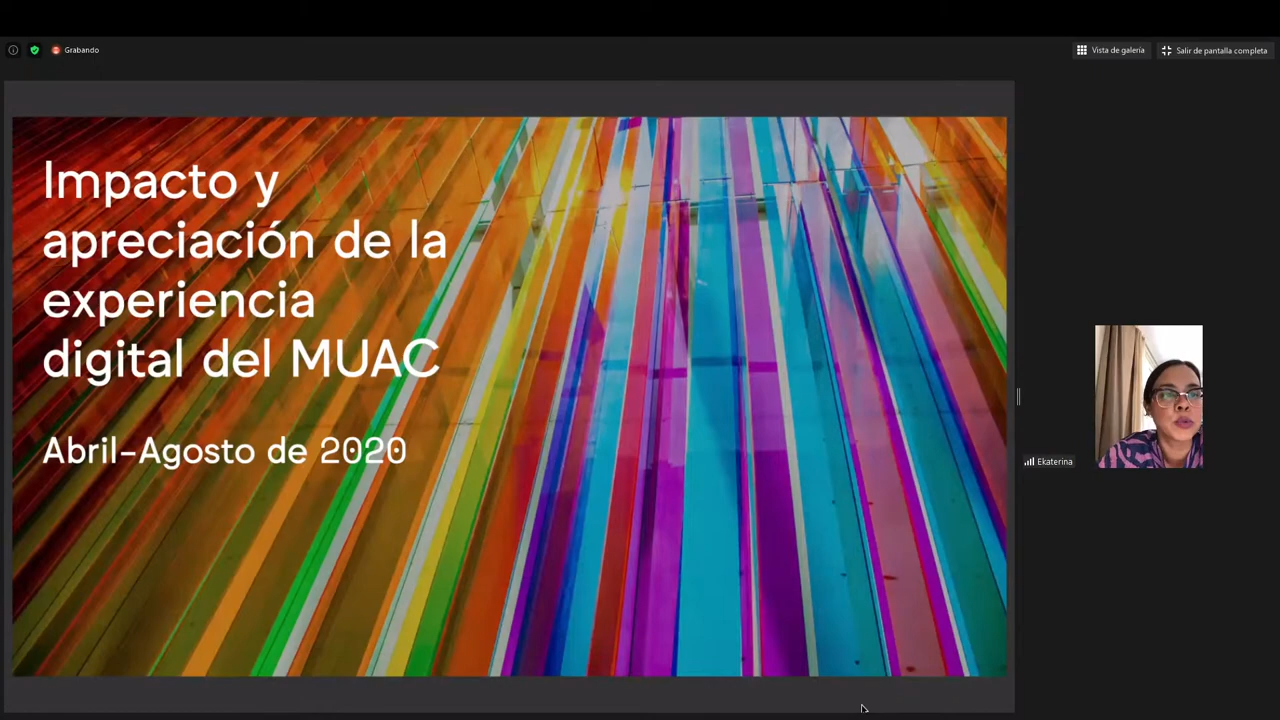 Grabando
Vista de galería
Salir de pantalla completa
Impacto y
apreciación de la
experiencia
digital del MUAC
Abril-Agosto de 2020
Ekaterina